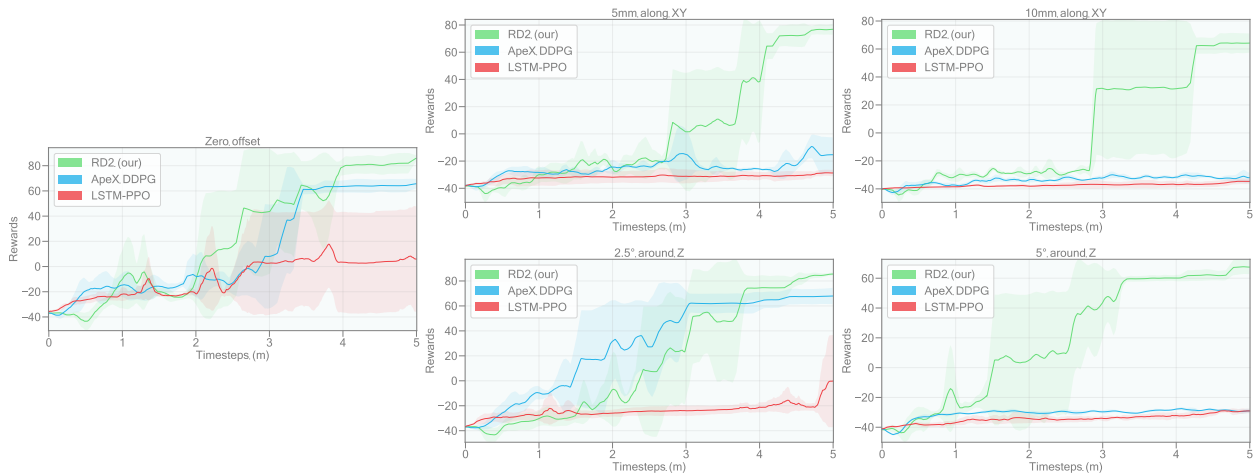 Zero, offset
Rewards
80
60
40
20
0
−20
−40
RD2, (our)
ApeX, DDPG
LSTM-PPO
0 1 2 3 4 5
Timesteps, (m)
5mm, along, XY
Rewards
80
60
40
20
0
−20
−40
RD2, (our)
ApeX, DDPG
LSTM-PPO
0 1 2 3 4 5
Timesteps, (m)
10mm, along, XY
Rewards
80
60
40
20
0
−20
−40
RD2, (our)
ApeX, DDPG
LSTM-PPO
0 1 2 3 4 5
Timesteps, (m)
2.5°, around, Z
Rewards
80
60
40
20
0
−20
−40
RD2, (our)
ApeX, DDPG
LSTM-PPO
0 1 2 3 4 5
Timesteps, (m)
5°, around, Z
Rewards
60
40
20
0
−20
−40
RD2, (our)
ApeX, DDPG
LSTM-PPO
0 1 2 3 4 5
Timesteps, (m)